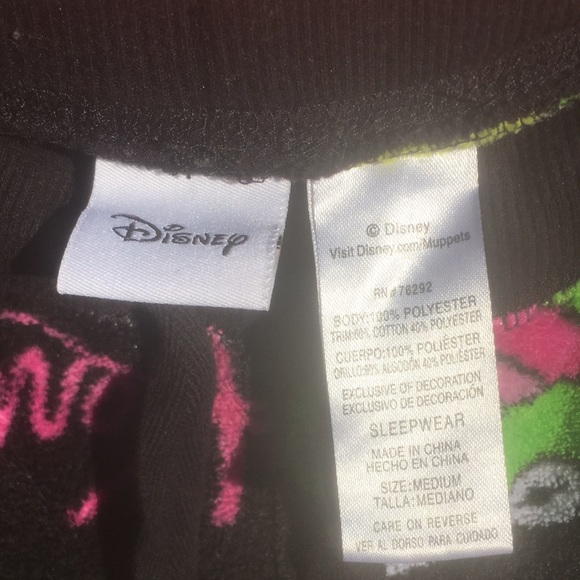 Disney
© Disney
Visit Disney.com/Muppets
RN#76292
BODY:100% POLYESTER
TRIM:60% COTTON 40% POLYESTER
CUERPO:100% POLIÉSTER
ORILLO:60% ALGODÓN 40% POLIÉSTER
EXCLUSIVE OF DECORATION
EXCLUSIVO DE DECORACIÓN
SLEEPWEAR
MADE IN CHINA
HECHO EN CHINA
SIZE:MEDIUM
TALLA:MEDIANO
CARE ON REVERSE
VER AL DORSO PARA CUIDADO